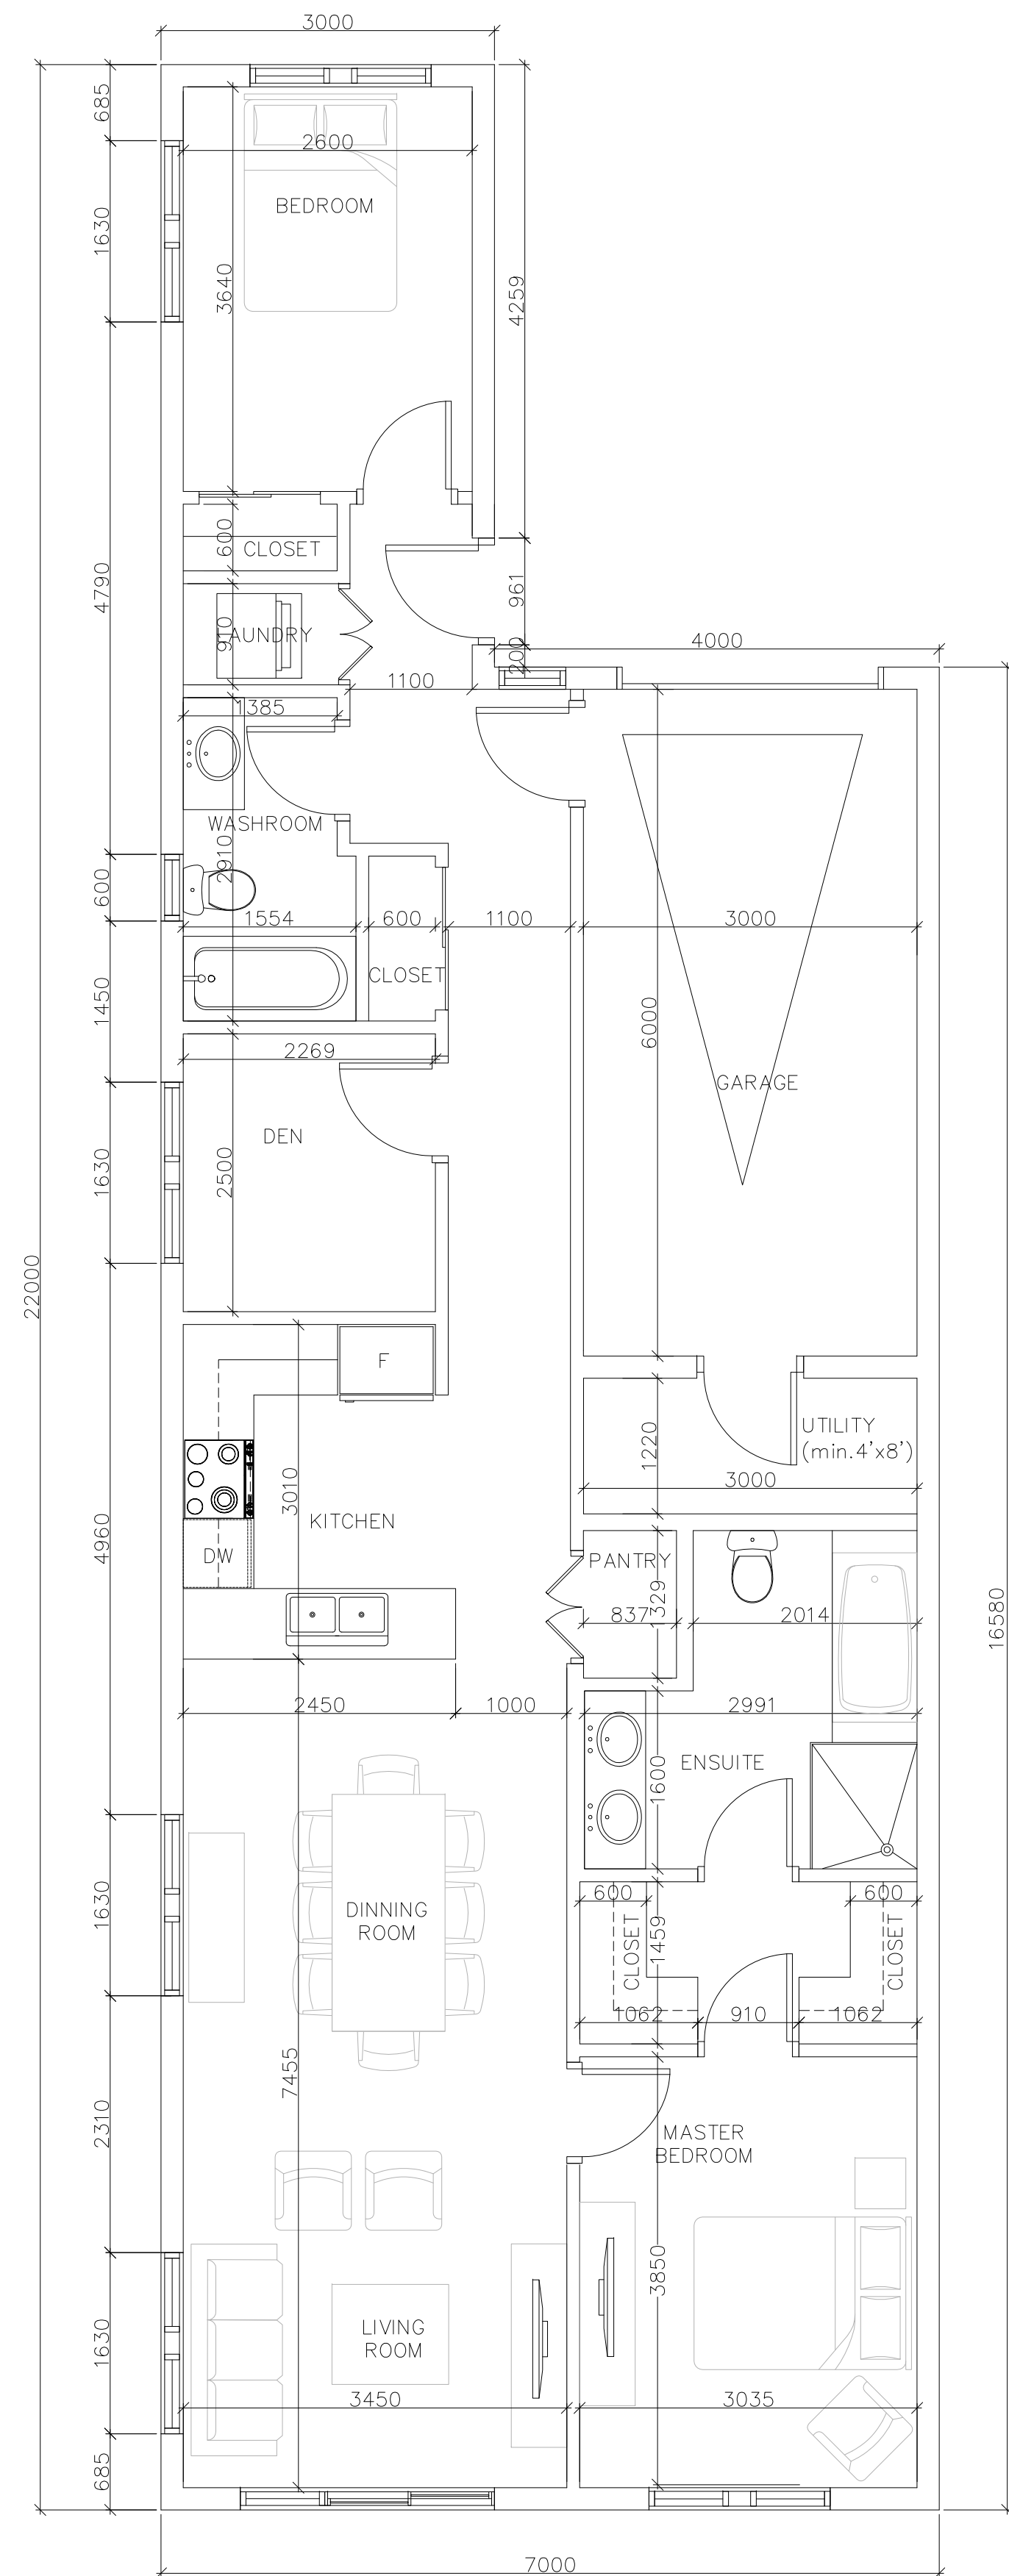 3000
685
2600
BEDROOM
1630
3640
4259
4790
600
CLOSET
961
910
LAUNDRY
200
4000
1100
1385
WASHROOM
2910
600
1554
600
1100
3000
CLOSET
1450
6000
2269
GARAGE
DEN
2500
1630
22000
F
UTILITY
(min.4'x8')
1220
3000
3010
KITCHEN
4960
DW
PANTRY
1329
837
2014
16580
2450
1000
2991
ENSUITE
1600
1630
DINNING
ROOM
600
600
CLOSET
1459
CLOSET
1062
910
1062
7455
2310
MASTER
BEDROOM
3850
1630
LIVING
ROOM
3450
3035
685
7000